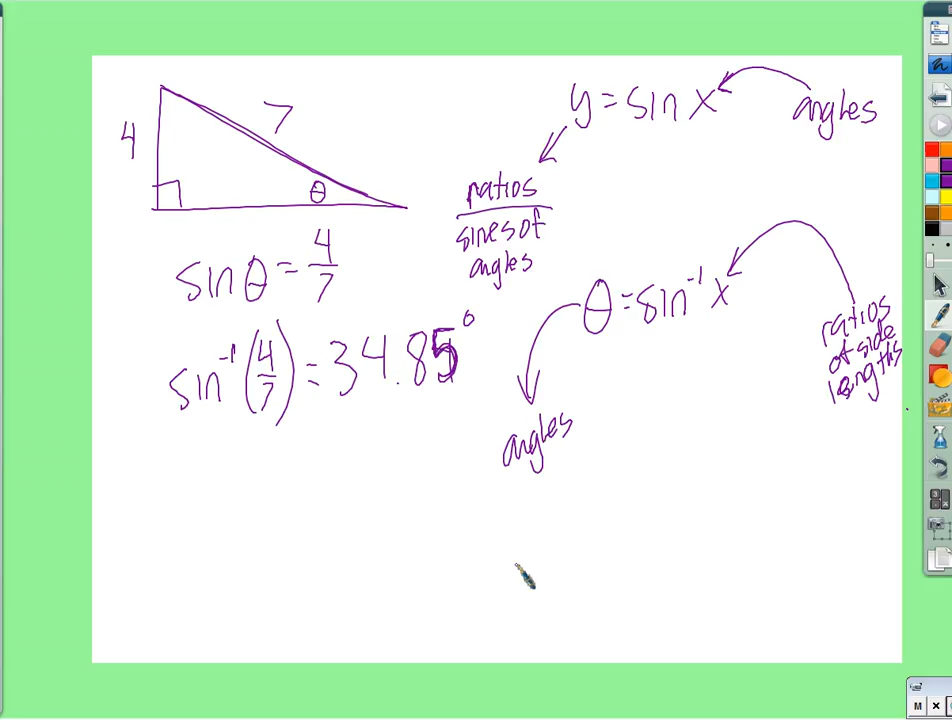 4
7
θ
sinθ = 4/7
sin⁻¹(4/7) = 34.85°
y = sin x
angles
ratios
sines of
angles
θ = sin⁻¹ x
ratios
of side
lengths
angles
M